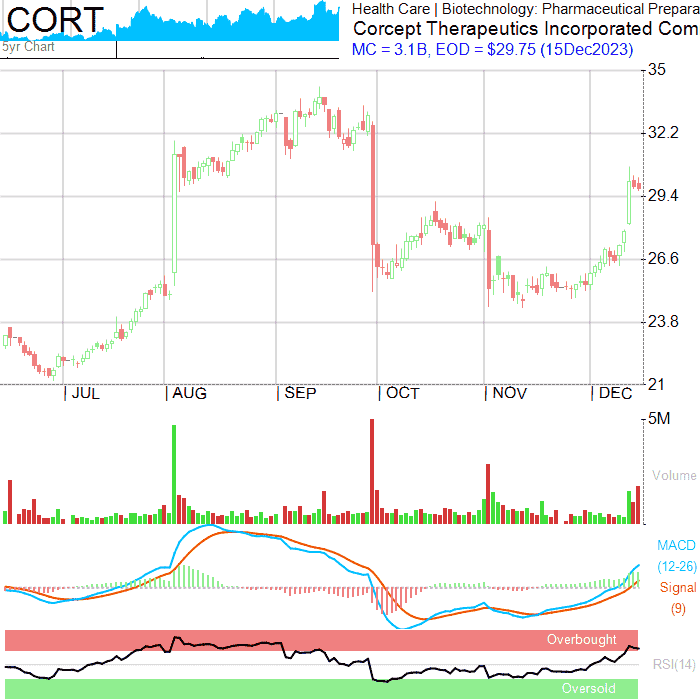 CORT
5yr Chart
Health Care | Biotechnology: Pharmaceutical Prepara
Corcept Therapeutics Incorporated Com
MC = 3.1B, EOD = $29.75 (15Dec2023)
35
32.2
29.4
26.6
23.8
21
| JUL | AUG | SEP | OCT | NOV | DEC
5M
Volume
MACD
(12-26)
Signal
(9)
Overbought
RSI(14)
Oversold